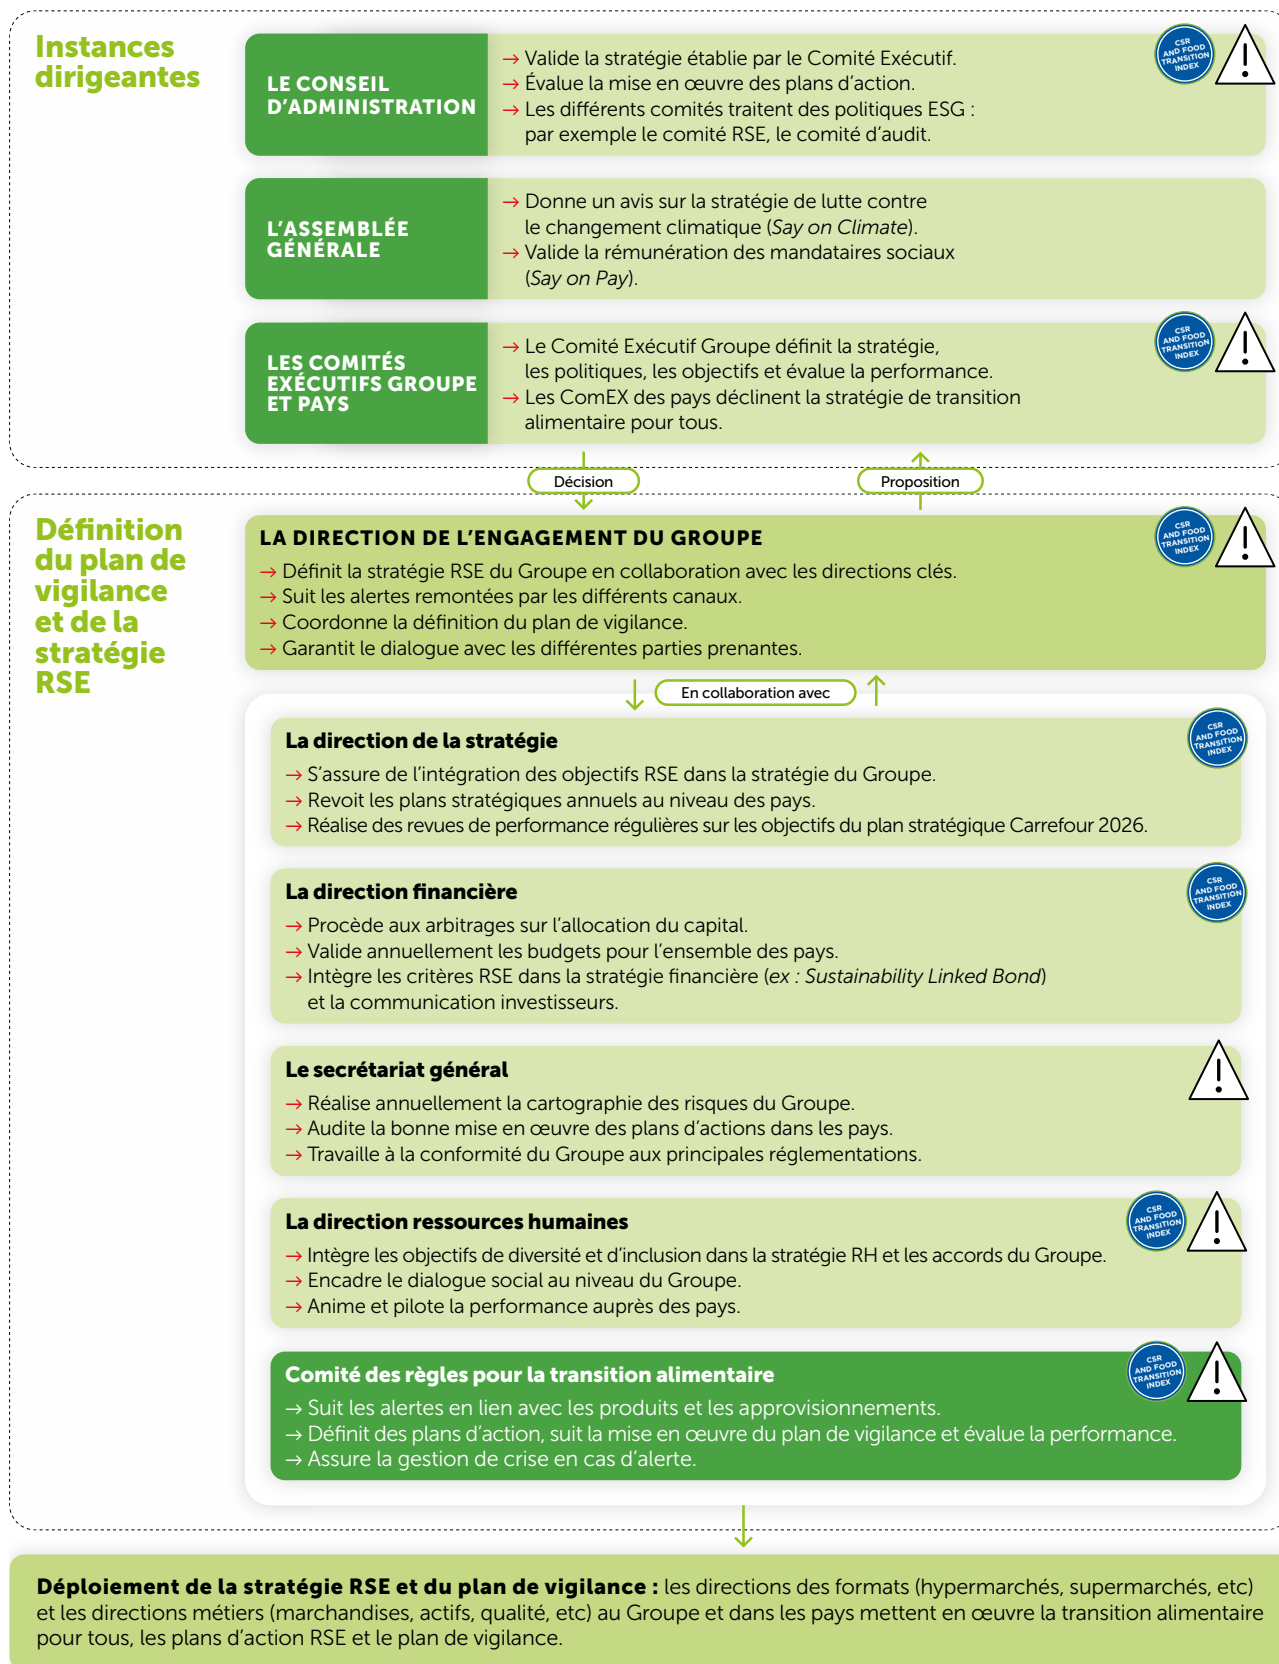 Instances
dirigeantes
LE CONSEIL
D'ADMINISTRATION
→ Valide la stratégie établie par le Comité Exécutif.
→ Évalue la mise en œuvre des plans d'action.
→ Les différents comités traitent des politiques ESG :
par exemple le comité RSE, le comité d'audit.
CSR
AND FOOD
TRANSITION
INDEX
!
L'ASSEMBLÉE
GÉNÉRALE
→ Donne un avis sur la stratégie de lutte contre
le changement climatique (Say on Climate).
→ Valide la rémunération des mandataires sociaux
(Say on Pay).
LES COMITÉS
EXÉCUTIFS GROUPE
ET PAYS
→ Le Comité Exécutif Groupe définit la stratégie,
les politiques, les objectifs et évalue la performance.
→ Les ComEX des pays déclinent la stratégie de transition
alimentaire pour tous.
CSR
AND FOOD
TRANSITION
INDEX
!
Décision
Proposition
Définition
du plan de
vigilance
et de la
stratégie
RSE
LA DIRECTION DE L'ENGAGEMENT DU GROUPE
→ Définit la stratégie RSE du Groupe en collaboration avec les directions clés.
→ Suit les alertes remontées par les différents canaux.
→ Coordonne la définition du plan de vigilance.
→ Garantit le dialogue avec les différentes parties prenantes.
CSR
AND FOOD
TRANSITION
INDEX
!
En collaboration avec
La direction de la stratégie
→ S'assure de l'intégration des objectifs RSE dans la stratégie du Groupe.
→ Revoit les plans stratégiques annuels au niveau des pays.
→ Réalise des revues de performance régulières sur les objectifs du plan stratégique Carrefour 2026.
CSR
AND FOOD
TRANSITION
INDEX
La direction financière
→ Procède aux arbitrages sur l'allocation du capital.
→ Valide annuellement les budgets pour l'ensemble des pays.
→ Intègre les critères RSE dans la stratégie financière (ex : Sustainability Linked Bond)
et la communication investisseurs.
CSR
AND FOOD
TRANSITION
INDEX
Le secrétariat général
→ Réalise annuellement la cartographie des risques du Groupe.
→ Audite la bonne mise en œuvre des plans d'actions dans les pays.
→ Travaille à la conformité du Groupe aux principales réglementations.
!
La direction ressources humaines
→ Intègre les objectifs de diversité et d'inclusion dans la stratégie RH et les accords du Groupe.
→ Encadre le dialogue social au niveau du Groupe.
→ Anime et pilote la performance auprès des pays.
CSR
AND FOOD
TRANSITION
INDEX
!
Comité des règles pour la transition alimentaire
→ Suit les alertes en lien avec les produits et les approvisionnements.
→ Définit des plans d'action, suit la mise en œuvre du plan de vigilance et évalue la performance.
→ Assure la gestion de crise en cas d'alerte.
CSR
AND FOOD
TRANSITION
INDEX
!
Déploiement de la stratégie RSE et du plan de vigilance : les directions des formats (hypermarchés, supermarchés, etc)
et les directions métiers (marchandises, actifs, qualité, etc) au Groupe et dans les pays mettent en œuvre la transition alimentaire
pour tous, les plans d'action RSE et le plan de vigilance.